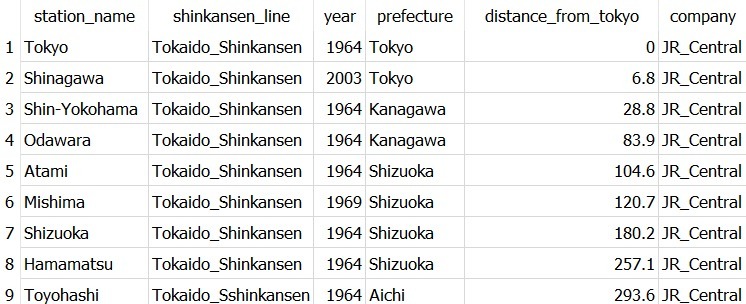 station_name shinkansen_line year prefecture distance_from_tokyo company
1 Tokyo Tokaido_Shinkansen 1964 Tokyo 0 JR_Central
2 Shinagawa Tokaido_Shinkansen 2003 Tokyo 6.8 JR_Central
3 Shin-Yokohama Tokaido_Shinkansen 1964 Kanagawa 28.8 JR_Central
4 Odawara Tokaido_Shinkansen 1964 Kanagawa 83.9 JR_Central
5 Atami Tokaido_Shinkansen 1964 Shizuoka 104.6 JR_Central
6 Mishima Tokaido_Shinkansen 1969 Shizuoka 120.7 JR_Central
7 Shizuoka Tokaido_Shinkansen 1964 Shizuoka 180.2 JR_Central
8 Hamamatsu Tokaido_Shinkansen 1964 Shizuoka 257.1 JR_Central
9 Toyohashi Tokaido_Sshinkansen 1964 Aichi 293.6 JR_Central